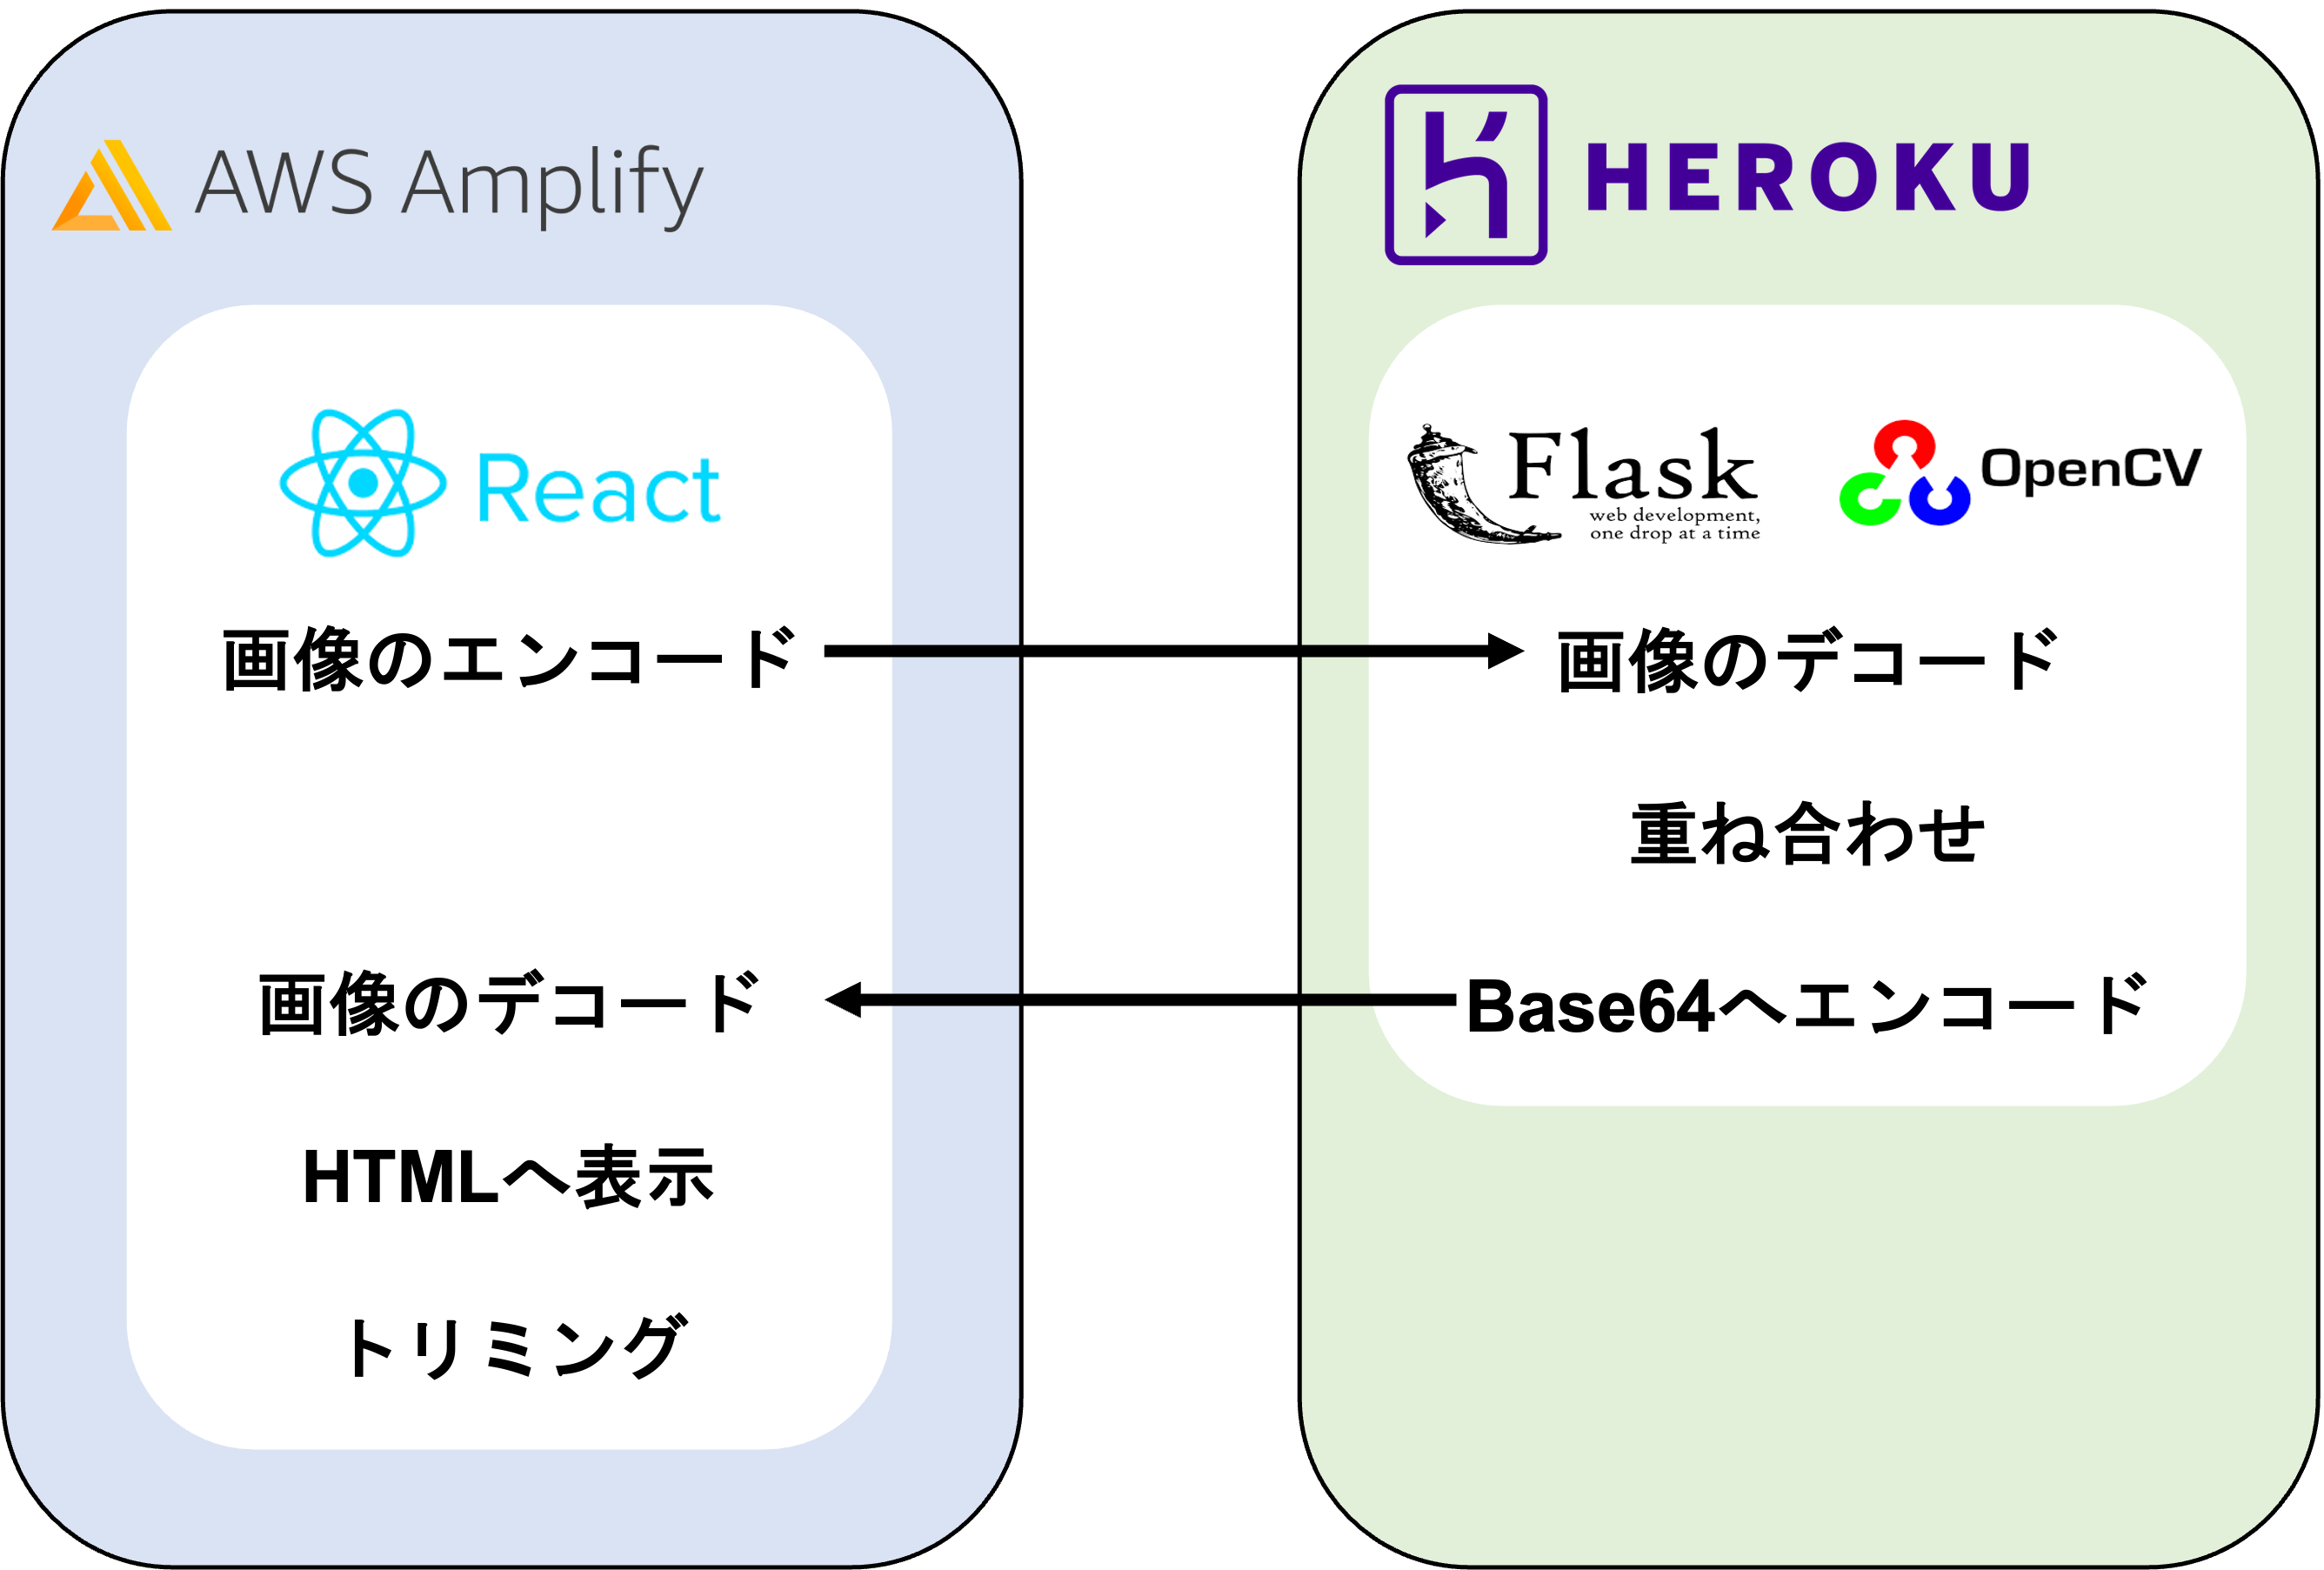 AWS Amplify
React
画像のエンコード
画像のデコード
HTMLへ表示
トリミング
HEROKU
Flask
web development,
one drop at a time
OpenCV
画像のデコード
重ね合わせ
Base64へエンコード